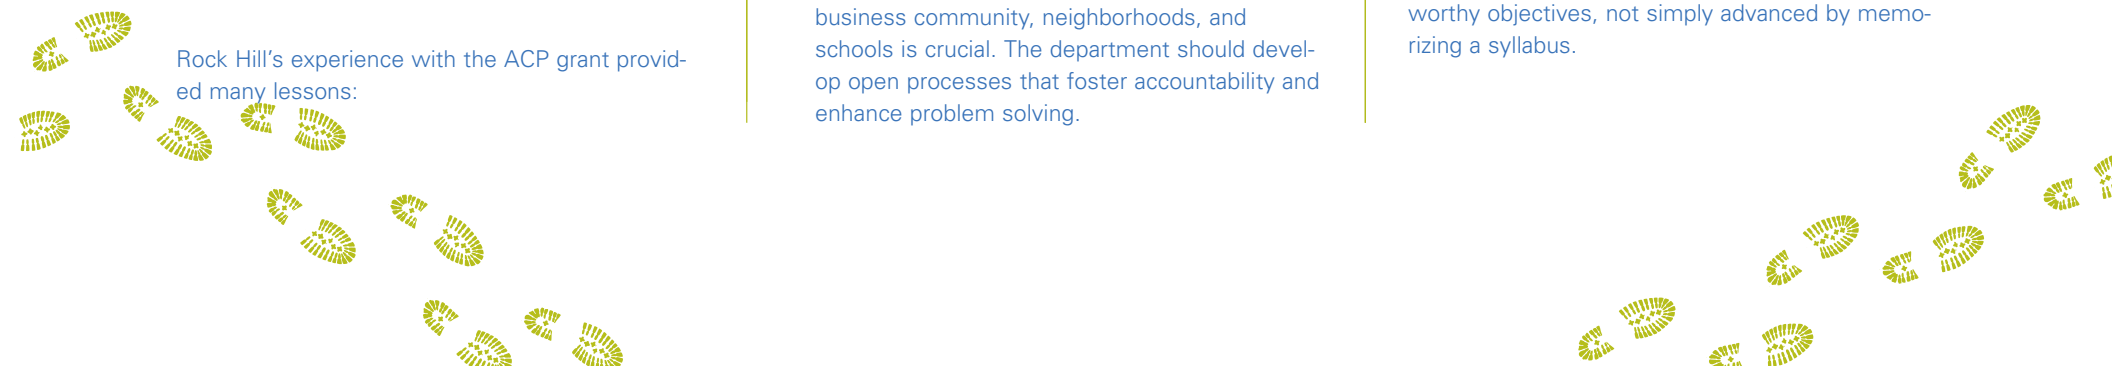 Rock Hill's experience with the ACP grant provid-
ed many lessons:
business community, neighborhoods, and
schools is crucial. The department should devel-
op open processes that foster accountability and
enhance problem solving.
worthy objectives, not simply advanced by memo-
rizing a syllabus.